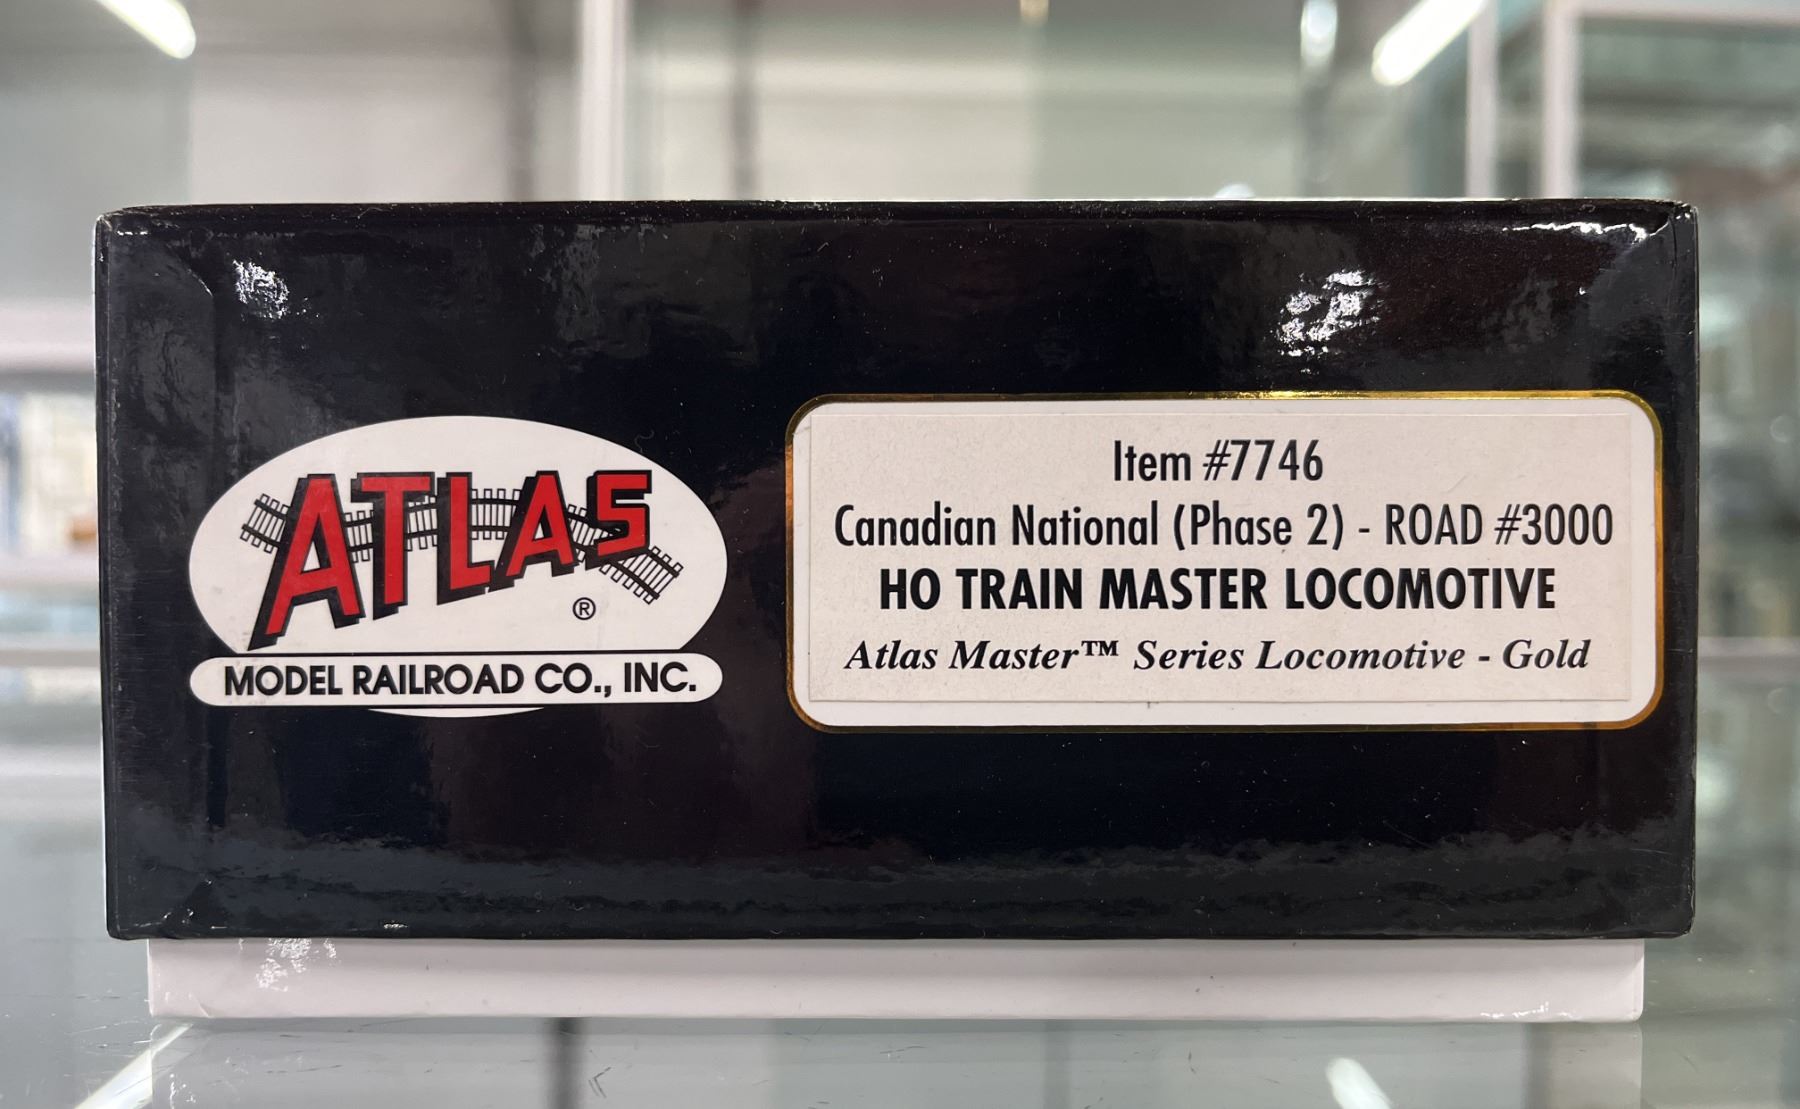 ATLAS
®
MODEL RAILROAD CO., INC.
Item #7746
Canadian National (Phase 2) - ROAD #3000
HO TRAIN MASTER LOCOMOTIVE
Atlas Master™ Series Locomotive - Gold